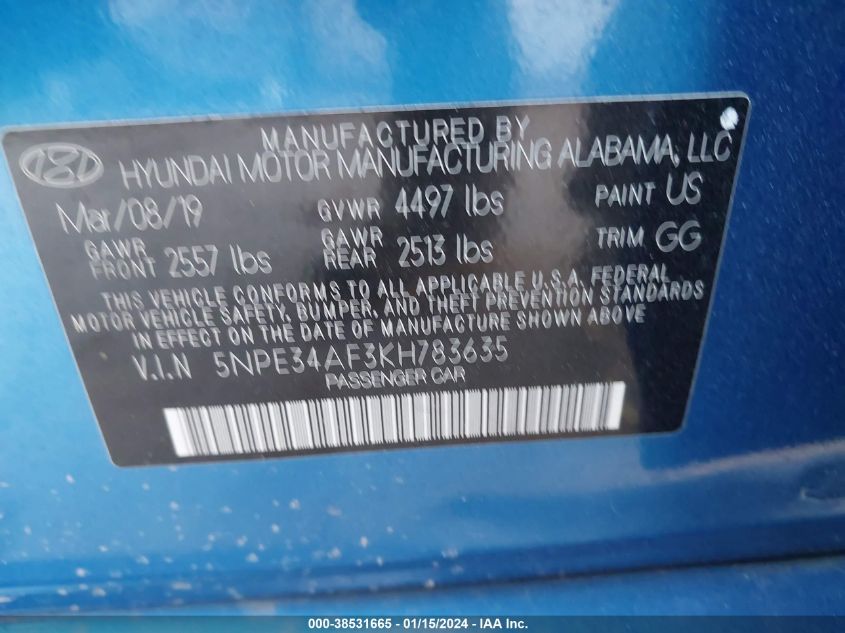 MANUFACTURED BY
HYUNDAI MOTOR MANUFACTURING ALABAMA, LLC
Mar/08/19 GVWR 4497 lbs PAINT US
GAWR FRONT 2557 lbs GAWR REAR 2513 lbs TRIM GG
THIS VEHICLE CONFORMS TO ALL APPLICABLE U.S.A. FEDERAL
MOTOR VEHICLE SAFETY, BUMPER, AND THEFT PREVENTION STANDARDS
IN EFFECT ON THE DATE OF MANUFACTURE SHOWN ABOVE
V.I.N 5NPE34AF3KH783635
PASSENGER CAR
000-38531665 - 01/15/2024 - IAA Inc.